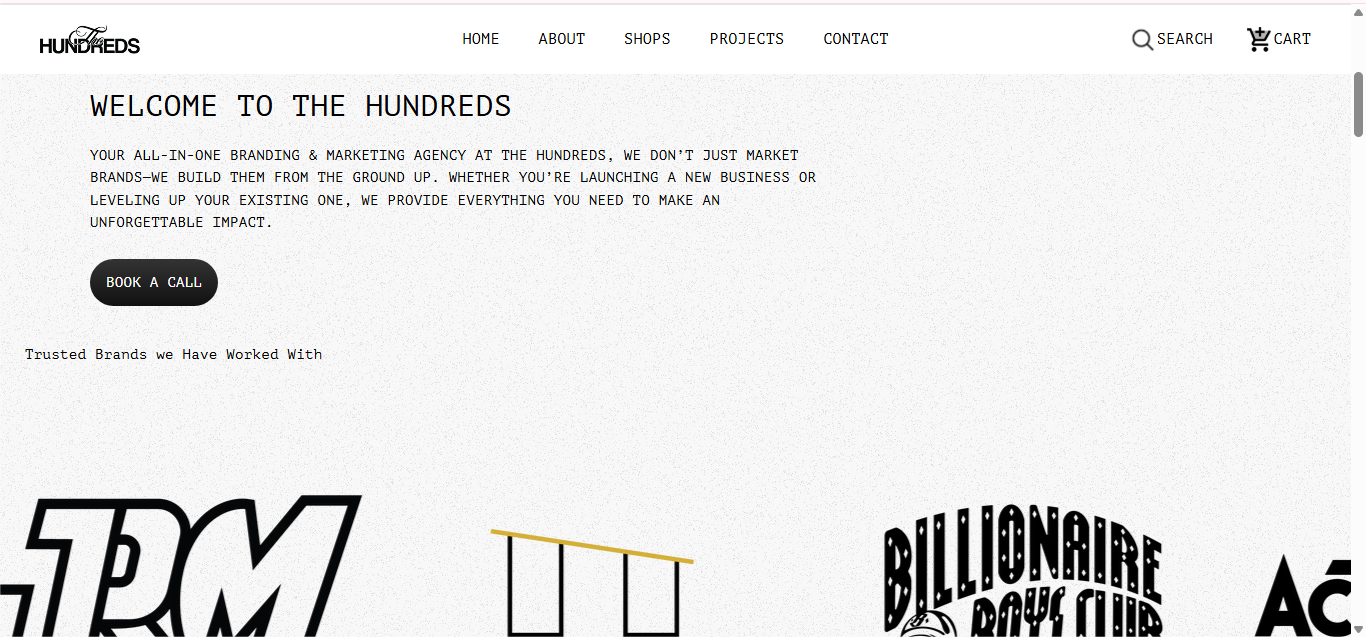 The
HUNDREDS
HOME ABOUT SHOPS PROJECTS CONTACT
SEARCH CART
WELCOME TO THE HUNDREDS
YOUR ALL-IN-ONE BRANDING & MARKETING AGENCY AT THE HUNDREDS, WE DON’T JUST MARKET
BRANDS—WE BUILD THEM FROM THE GROUND UP. WHETHER YOU’RE LAUNCHING A NEW BUSINESS OR
LEVELING UP YOUR EXISTING ONE, WE PROVIDE EVERYTHING YOU NEED TO MAKE AN
UNFORGETTABLE IMPACT.
BOOK A CALL
Trusted Brands we Have Worked With
BILLIONAIRE
BOYS CLUB